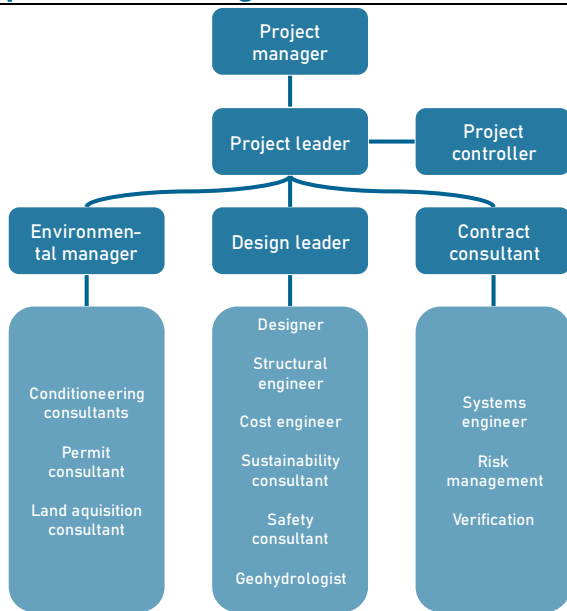 Project
manager
Project leader
Project
controller
Environmen-
tal manager
Design leader
Contract
consultant
Conditioneering
consultants
Permit
consultant
Land aquisition
consultant
Designer
Structural
engineer
Cost engineer
Sustainability
consultant
Safety
consultant
Geohydrologist
Systems
engineer
Risk
management
Verification